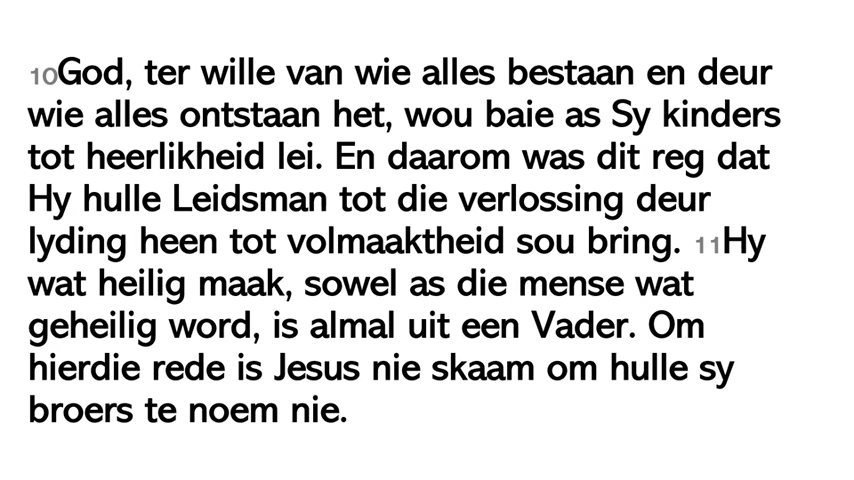 10God, ter wille van wie alles bestaan en deur
wie alles ontstaan het, wou baie as Sy kinders
tot heerlikheid lei. En daarom was dit reg dat
Hy hulle Leidsman tot die verlossing deur
lyding heen tot volmaaktheid sou bring. 11Hy
wat heilig maak, sowel as die mense wat
geheilig word, is almal uit een Vader. Om
hierdie rede is Jesus nie skaam om hulle sy
broers te noem nie.